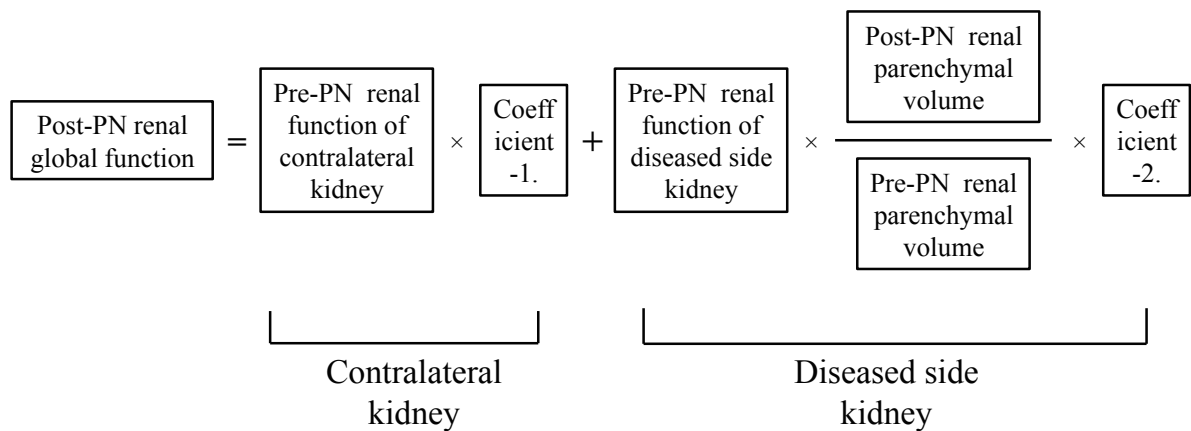 Post-PN renal
global function
=
Pre-PN renal
function of
contralateral
kidney
×
Coeff
icient
-1.
+
Pre-PN renal
function of
diseased side
kidney
×
Post-PN renal
parenchymal
volume
Pre-PN renal
parenchymal
volume
×
Coeff
icient
-2.
Contralateral
kidney
Diseased side
kidney